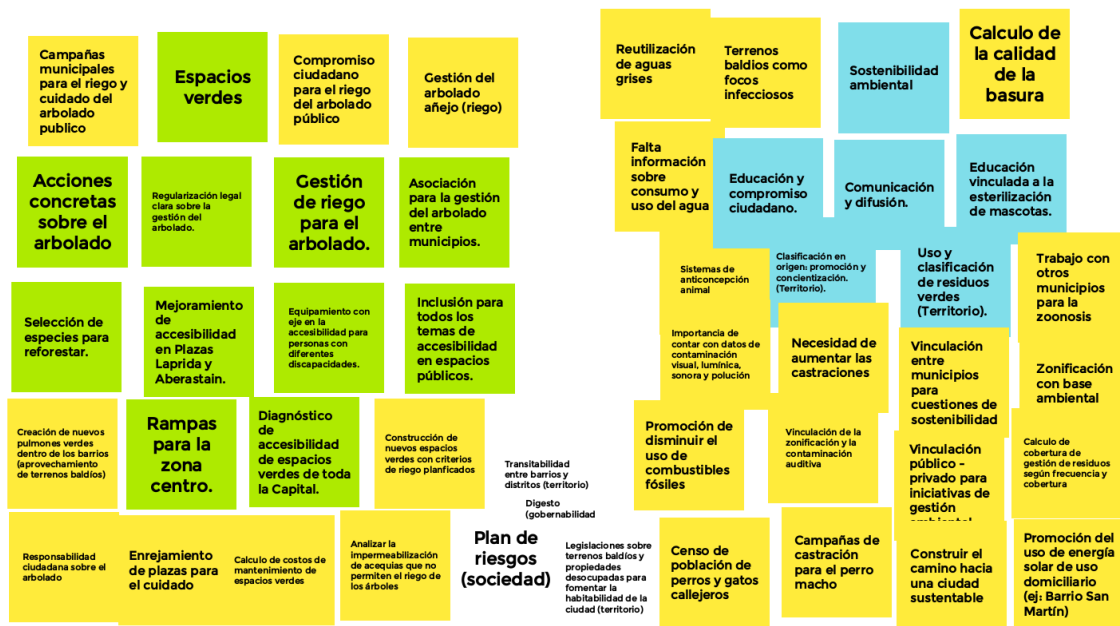 Campañas
municipales
para el riego y
cuidado del
arbolado
publico
Espacios
verdes
Compromiso
ciudadano
para el riego
del arbolado
público
Gestión del
arbolado
añejo (riego)
Acciones
concretas
sobre el
arbolado
Regularización legal
clara sobre la
gestión del
arbolado.
Gestión
de riego
para el
arbolado.
Asociación
para la gestión
del arbolado
entre
municipios.
Selección de
especies para
reforestar.
Mejoramiento
de
accesibilidad
en Plazas
Laprida y
Aberastain.
Equipamiento con
eje en la
accesibilidad para
personas con
diferentes
discapacidades.
Inclusión para
todos los
temas de
accesibilidad
en espacios
públicos.
Creación de nuevos
pulmones verdes
dentro de los barrios
(aprovechamiento
de terrenos baldíos)
Rampas
para la
zona
centro.
Diagnóstico
de
accesibilidad
de espacios
verdes de toda
la Capital.
Construcción de
nuevos espacios
verdes con criterios
de riego planficados
Responsabilidad
ciudadana sobre el
arbolado
Enrejamiento
de plazas para
el cuidado
Calculo de costos de
mantenimiento de
espacios verdes
Analizar la
impermeabilización
de acequias que no
permiten el riego de
los árboles
Transitabilidad
entre barrios y
distritos (territorio)
Digesto
(gobernabilidad
Plan de
riesgos
(sociedad)
Legislaciones sobre
terrenos baldíos y
propiedades
desocupadas para
fomentar la
habitabilidad de la
ciudad (territorio)
Reutilización
de aguas
grises
Terrenos
baldios como
focos
infecciosos
Sostenibilidad
ambiental
Calculo de
la calidad
de la
basura
Falta
información
sobre
consumo y
uso del agua
Educación y
compromiso
ciudadano.
Comunicación
y difusión.
Educación
vinculada a la
esterilización
de mascotas.
Sistemas de
anticoncepción
animal
Clasificación en
origen: promoción y
concientización.
(Territorio).
Uso y
clasificación
de residuos
verdes
(Territorio).
Trabajo con
otros
municipios
para la
zoonosis
Importancia de
contar con datos de
contaminación
visual, lumínica,
sonora y polución
Necesidad de
aumentar las
castraciones
Vinculación
entre
municipios
para
cuestiones de
sostenibilidad
Zonificación
con base
ambiental
Promoción de
disminuir el
uso de
combustibles
fósiles
Vinculación de la
zonificación y la
contaminación
auditiva
Vinculación
público -
privado para
iniciativas de
gestión
ambiental
Calculo de
cobertura de
gestión de residuos
según frecuencia y
cobertura
Censo de
población de
perros y gatos
callejeros
Campañas de
castración
para el perro
macho
Construir el
camino hacia
una ciudad
sustentable
Promoción del
uso de energía
solar de uso
domiciliario
(ej: Barrio San
Martín)